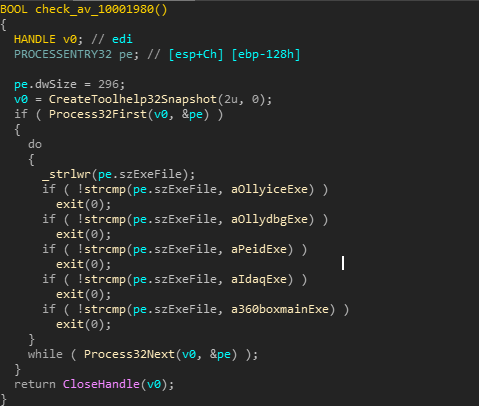 BOOL check_av_10001980()
{
  HANDLE v0; // edi
  PROCESSENTRY32 pe; // [esp+Ch] [ebp-128h]

  pe.dwSize = 296;
  v0 = CreateToolhelp32Snapshot(2u, 0);
  if ( Process32First(v0, &pe) )
  {
    do
    {
      _strlwr(pe.szExeFile);
      if ( !strcmp(pe.szExeFile, aOllyiceExe) )
        exit(0);
      if ( !strcmp(pe.szExeFile, aOllydbgExe) )
        exit(0);
      if ( !strcmp(pe.szExeFile, aPeidExe) )
        exit(0);
      if ( !strcmp(pe.szExeFile, aIdaqExe) )
        exit(0);
      if ( !strcmp(pe.szExeFile, a360boxmainExe) )
        exit(0);
    }
    while ( Process32Next(v0, &pe) );
  }
  return CloseHandle(v0);
}